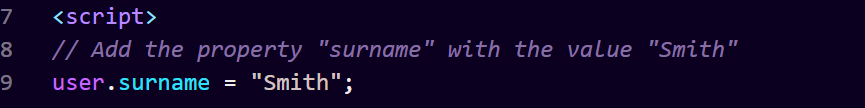 7 <script>
8 // Add the property "surname" with the value "Smith"
9 user.surname = "Smith";